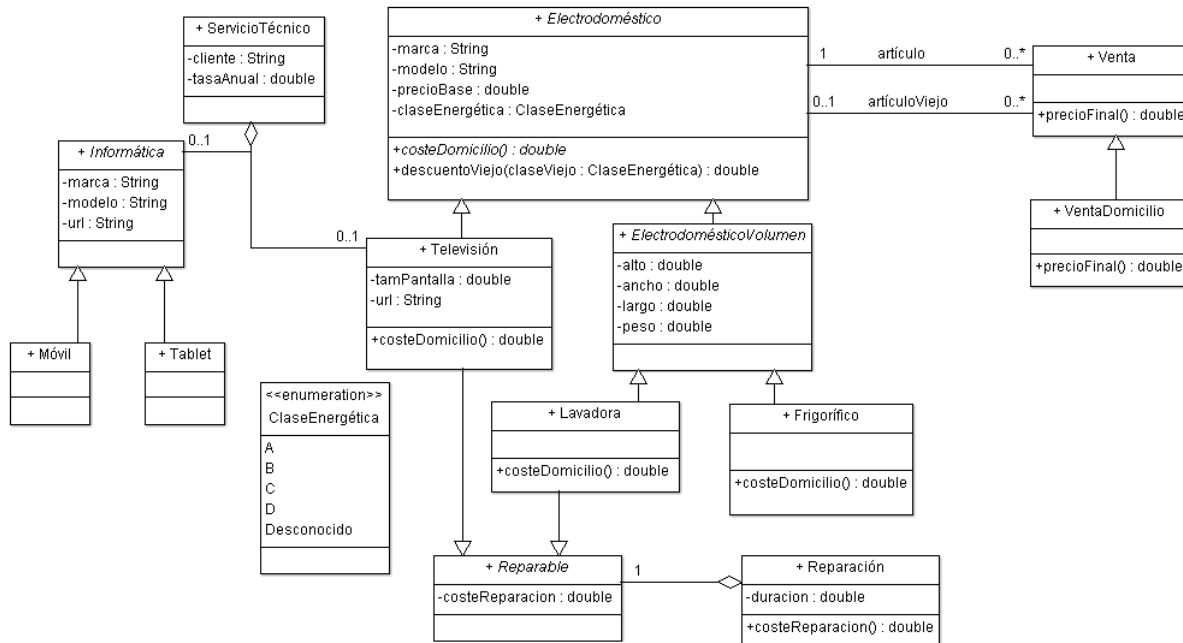 + ServicioTécnico
-cliente : String
-tasaAnual : double
+ Electrodoméstico
-marca : String
-modelo : String
-precioBase : double
-claseEnergética : ClaseEnergética
+costeDomicilio() : double
+descuentoViejo(claseViejo : ClaseEnergética) : double
1 artículo 0..*
0..1 artículoViejo 0..*
+ Venta
+precioFinal() : double
+ VentaDomicilio
+precioFinal() : double
0..1
+ Informática
-marca : String
-modelo : String
-url : String
0..1
+ Televisión
-tamPantalla : double
-url : String
+costeDomicilio() : double
+ ElectrodomésticoVolumen
-alto : double
-ancho : double
-largo : double
-peso : double
+ Móvil
+ Tablet
<<enumeration>>
ClaseEnergética
A
B
C
D
Desconocido
+ Lavadora
+costeDomicilio() : double
+ Frigorífico
+costeDomicilio() : double
+ Reparable
-costeReparacion : double
1
+ Reparación
-duracion : double
+costeReparacion() : double